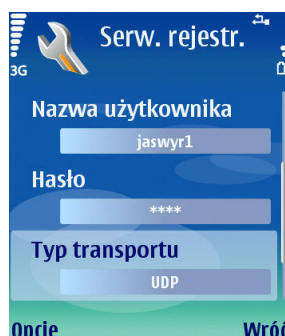 Serw. rejestr.
3G
Nazwa użytkownika
jaswyr1
Hasło
****
Typ transportu
UDP
Opcje